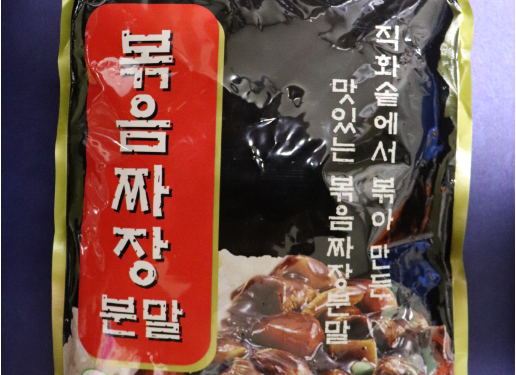 볶음짜장
분말
직화솥에서 볶아 만든
맛있는 볶음짜장분말